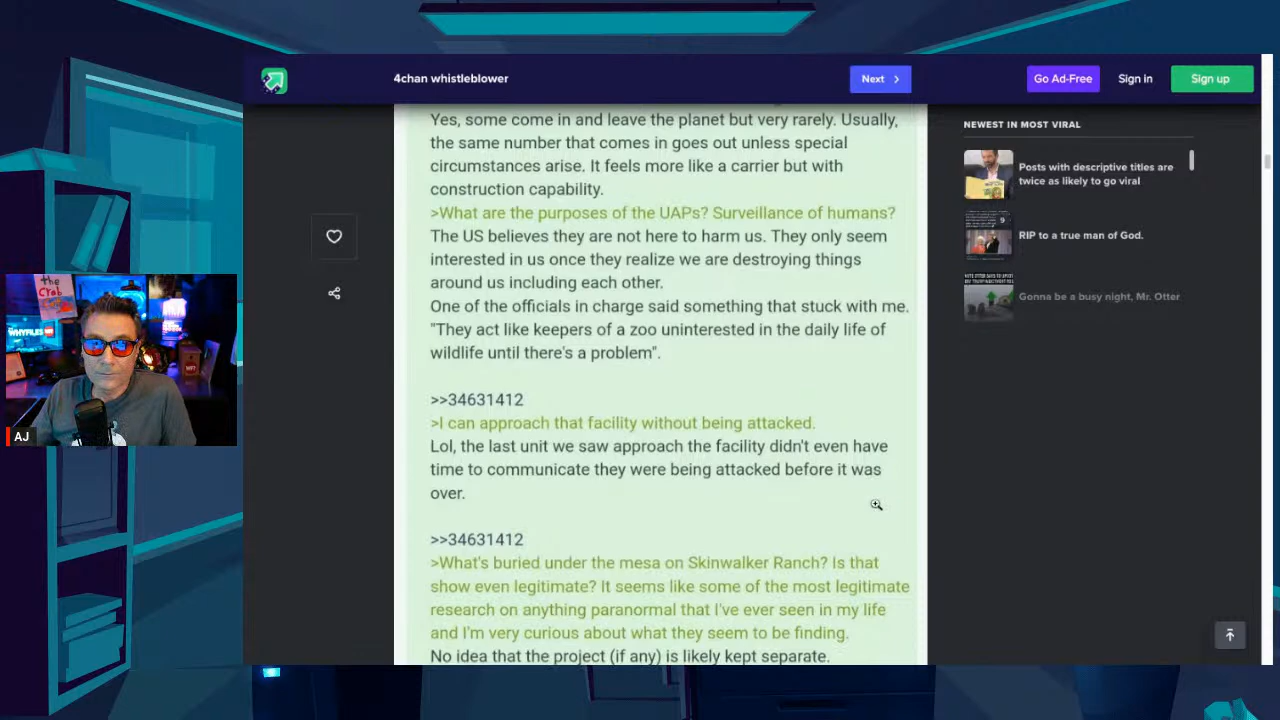 4chan whistleblower
Next
Go Ad-Free
Sign in
Sign up
Yes, some come in and leave the planet but very rarely. Usually,
the same number that comes in goes out unless special
circumstances arise. It feels more like a carrier but with
construction capability.
>What are the purposes of the UAPs? Surveillance of humans?
The US believes they are not here to harm us. They only seem
interested in us once they realize we are destroying things
around us including each other.
One of the officials in charge said something that stuck with me.
"They act like keepers of a zoo uninterested in the daily life of
wildlife until there's a problem".
>>34631412
>I can approach that facility without being attacked.
Lol, the last unit we saw approach the facility didn't even have
time to communicate they were being attacked before it was
over.
>>34631412
>What's buried under the mesa on Skinwalker Ranch? Is that
show even legitimate? It seems like some of the most legitimate
research on anything paranormal that I've ever seen in my life
and I'm very curious about what they seem to be finding.
No idea that the project (if any) is likely kept separate.
NEWEST IN MOST VIRAL
Posts with descriptive titles are
twice as likely to go viral
RIP to a true man of God.
Gonna be a busy night, Mr. Otter
the
Crab
WHYFILES
AJ